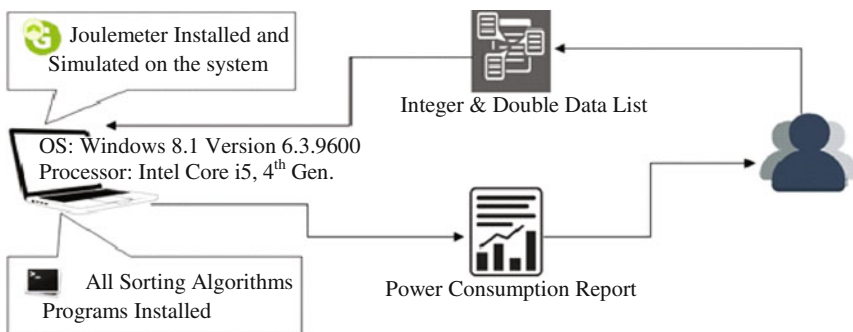 Joulemeter Installed and
Simulated on the system
Integer & Double Data List
OS: Windows 8.1 Version 6.3.9600
Processor: Intel Core i5, 4th Gen.
Power Consumption Report
All Sorting Algorithms
Programs Installed